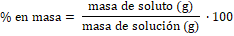 % en masa = masa de soluto (g) / masa de solución (g) · 100